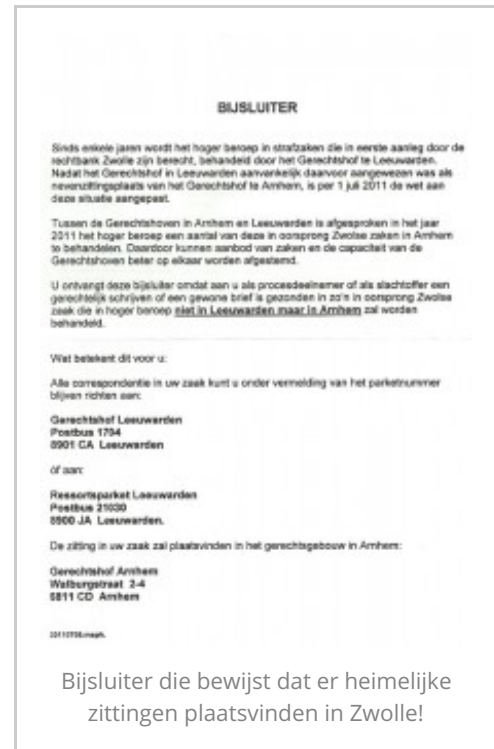 BIJSLUITER
Sinds enkele jaren wordt het hoger beroep in strafzaken die in eerste aanleg door de
rechtbank Zwolle zijn berecht, behandeld door het Gerechtshof te Leeuwarden.
Nadat het Gerechtshof in Leeuwarden aanvankelijk daarvoor aangewezen was als
nevenzittingsplaats van het Gerechtshof te Arnhem, is per 1 juli 2011 de wet aan
deze situatie aangepast.
Tussen de Gerechtshoven in Arnhem en Leeuwarden is afgesproken in het jaar
2011 het hoger beroep een aantal van deze in oorsprong Zwolse zaken in Arnhem
te behandelen. Daardoor kunnen aanbod van zaken en de capaciteit van de
Gerechtshoven beter op elkaar worden afgestemd.
U ontvangt deze bijsluiter omdat aan u als procesdeelnemer of als slachtoffer een
gerechtelijk schrijven of een gewone brief is gezonden in zo'n in oorsprong Zwolse
zaak die in hoger beroep niet in Leeuwarden maar in Arnhem zal worden
behandeld.
Wat betekent dit voor u:
Alle correspondentie in uw zaak kunt u onder vermelding van het parketnummer
blijven richten aan:
Gerechtshof Leeuwarden
Postbus 1704
8901 CA Leeuwarden
óf aan:
Ressortsparket Leeuwarden
Postbus 21030
8900 JA Leeuwarden.
De zitting in uw zaak zal plaatsvinden in het gerechtsgebouw in Arnhem:
Gerechtshof Arnhem
Walburgstraat 2-4
6811 CD Arnhem
Bijsluiter die bewijst dat er heimelijke
zittingen plaatsvinden in Zwolle!